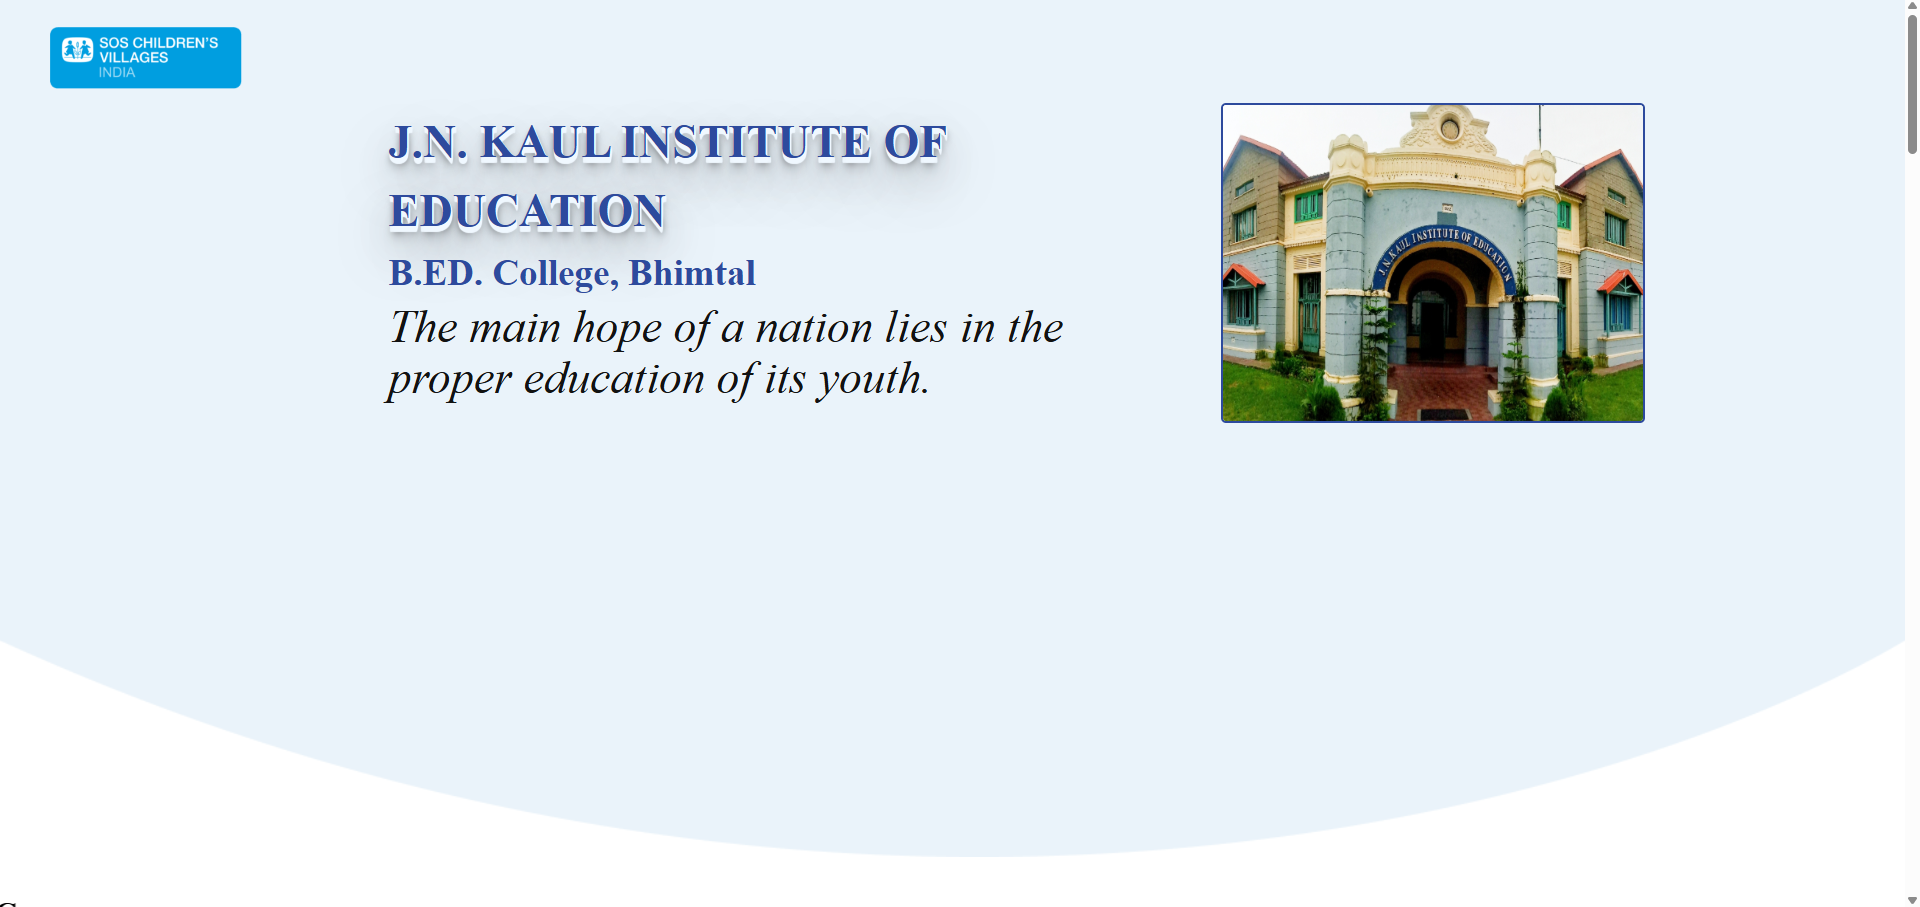 SOS CHILDREN'S
VILLAGES
INDIA
J.N. KAUL INSTITUTE OF
EDUCATION
B.ED. College, Bhimtal
The main hope of a nation lies in the
proper education of its youth.
J.N.KAUL INSTITUTE OF EDUCATION